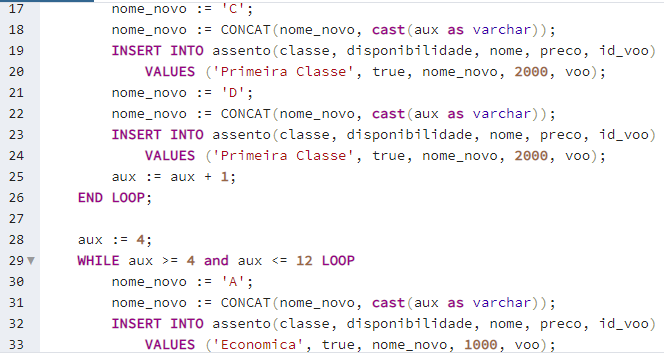 17 nome_novo := 'C';
18 nome_novo := CONCAT(nome_novo, cast(aux as varchar));
19 INSERT INTO assento(classe, disponibilidade, nome, preco, id_voo)
20 VALUES ('Primeira Classe', true, nome_novo, 2000, voo);
21 nome_novo := 'D';
22 nome_novo := CONCAT(nome_novo, cast(aux as varchar));
23 INSERT INTO assento(classe, disponibilidade, nome, preco, id_voo)
24 VALUES ('Primeira Classe', true, nome_novo, 2000, voo);
25 aux := aux + 1;
26 END LOOP;
27
28 aux := 4;
29 WHILE aux >= 4 and aux <= 12 LOOP
30 nome_novo := 'A';
31 nome_novo := CONCAT(nome_novo, cast(aux as varchar));
32 INSERT INTO assento(classe, disponibilidade, nome, preco, id_voo)
33 VALUES ('Economica', true, nome_novo, 1000, voo);